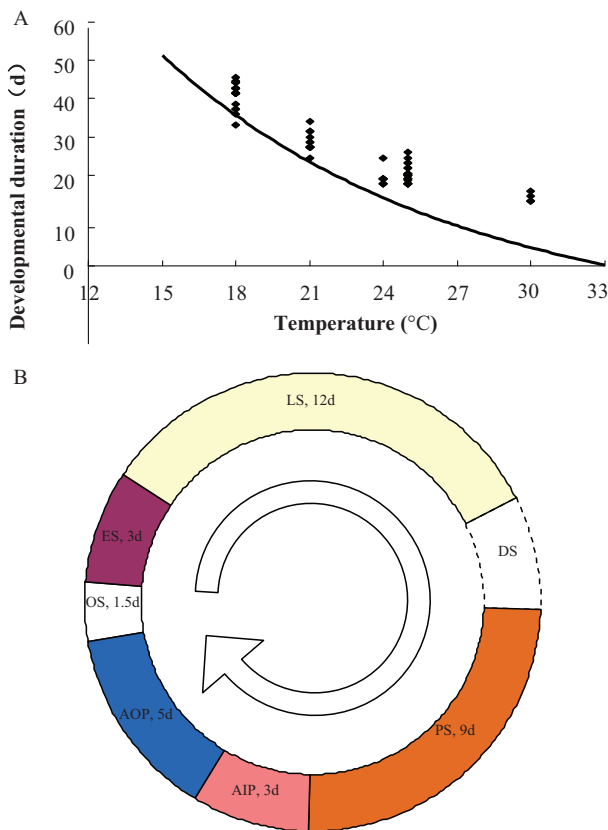 A
60
50
40
30
20
10
0
Developmental duration (d)
12
15
18
21
24
27
30
33
Temperature (°C)
B
LS, 12d
ES, 3d
DS
OS, 1.5d
AOP, 5d
PS, 9d
AIP, 3d